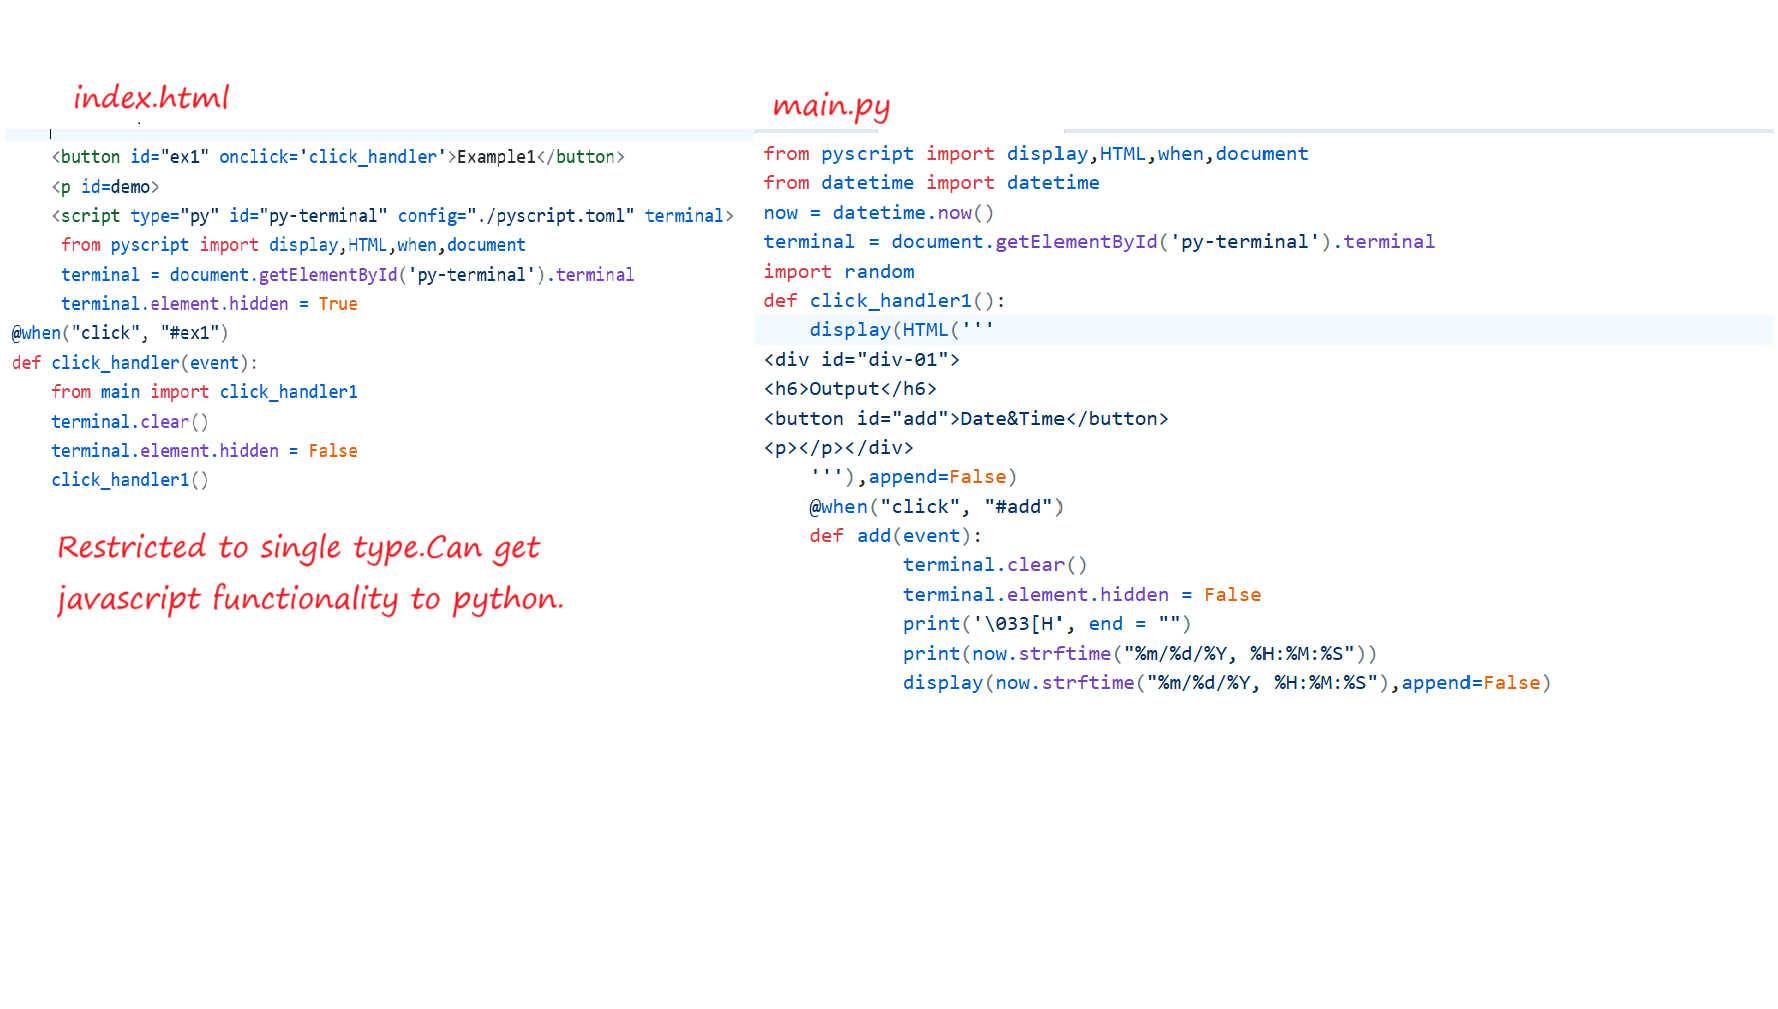 index.html
<button id="ex1" onclick='click_handler'>Example1</button>
<p id=demo>
<script type="py" id="py-terminal" config="./pyscript.toml" terminal>
 from pyscript import display,HTML,when,document
 terminal = document.getElementById('py-terminal').terminal
 terminal.element.hidden = True
@when("click", "#ex1")
def click_handler(event):
    from main import click_handler1
    terminal.clear()
    terminal.element.hidden = False
    click_handler1()
Restricted to single type.Can get
javascript functionality to python.
main.py
from pyscript import display,HTML,when,document
from datetime import datetime
now = datetime.now()
terminal = document.getElementById('py-terminal').terminal
import random
def click_handler1():
    display(HTML('''
<div id="div-01">
<h6>Output</h6>
<button id="add">Date&Time</button>
<p></p></div>
    '''),append=False)
    @when("click", "#add")
    def add(event):
            terminal.clear()
            terminal.element.hidden = False
            print('\033[H', end = "")
            print(now.strftime("%m/%d/%Y, %H:%M:%S"))
            display(now.strftime("%m/%d/%Y, %H:%M:%S"),append=False)